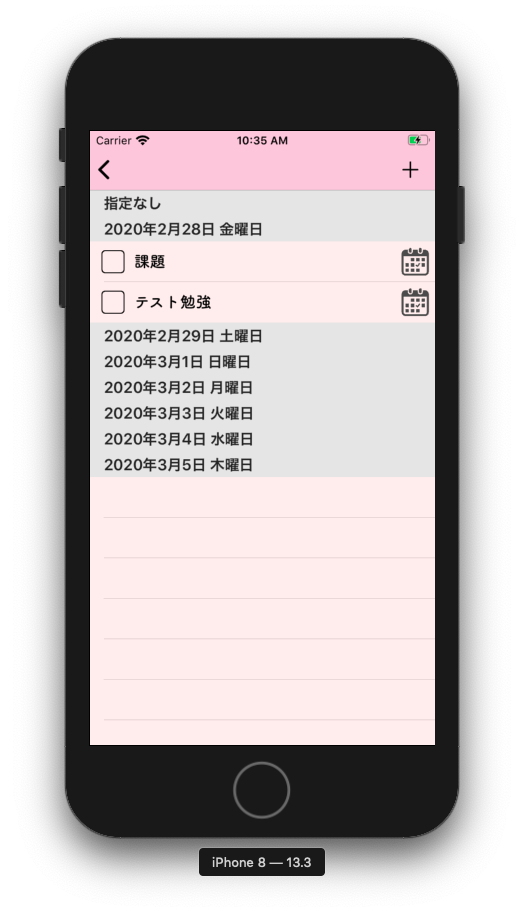 Carrier 10:35 AM
指定なし
2020年2月28日 金曜日
課題
テスト勉強
2020年2月29日 土曜日
2020年3月1日 日曜日
2020年3月2日 月曜日
2020年3月3日 火曜日
2020年3月4日 水曜日
2020年3月5日 木曜日
iPhone 8 — 13.3